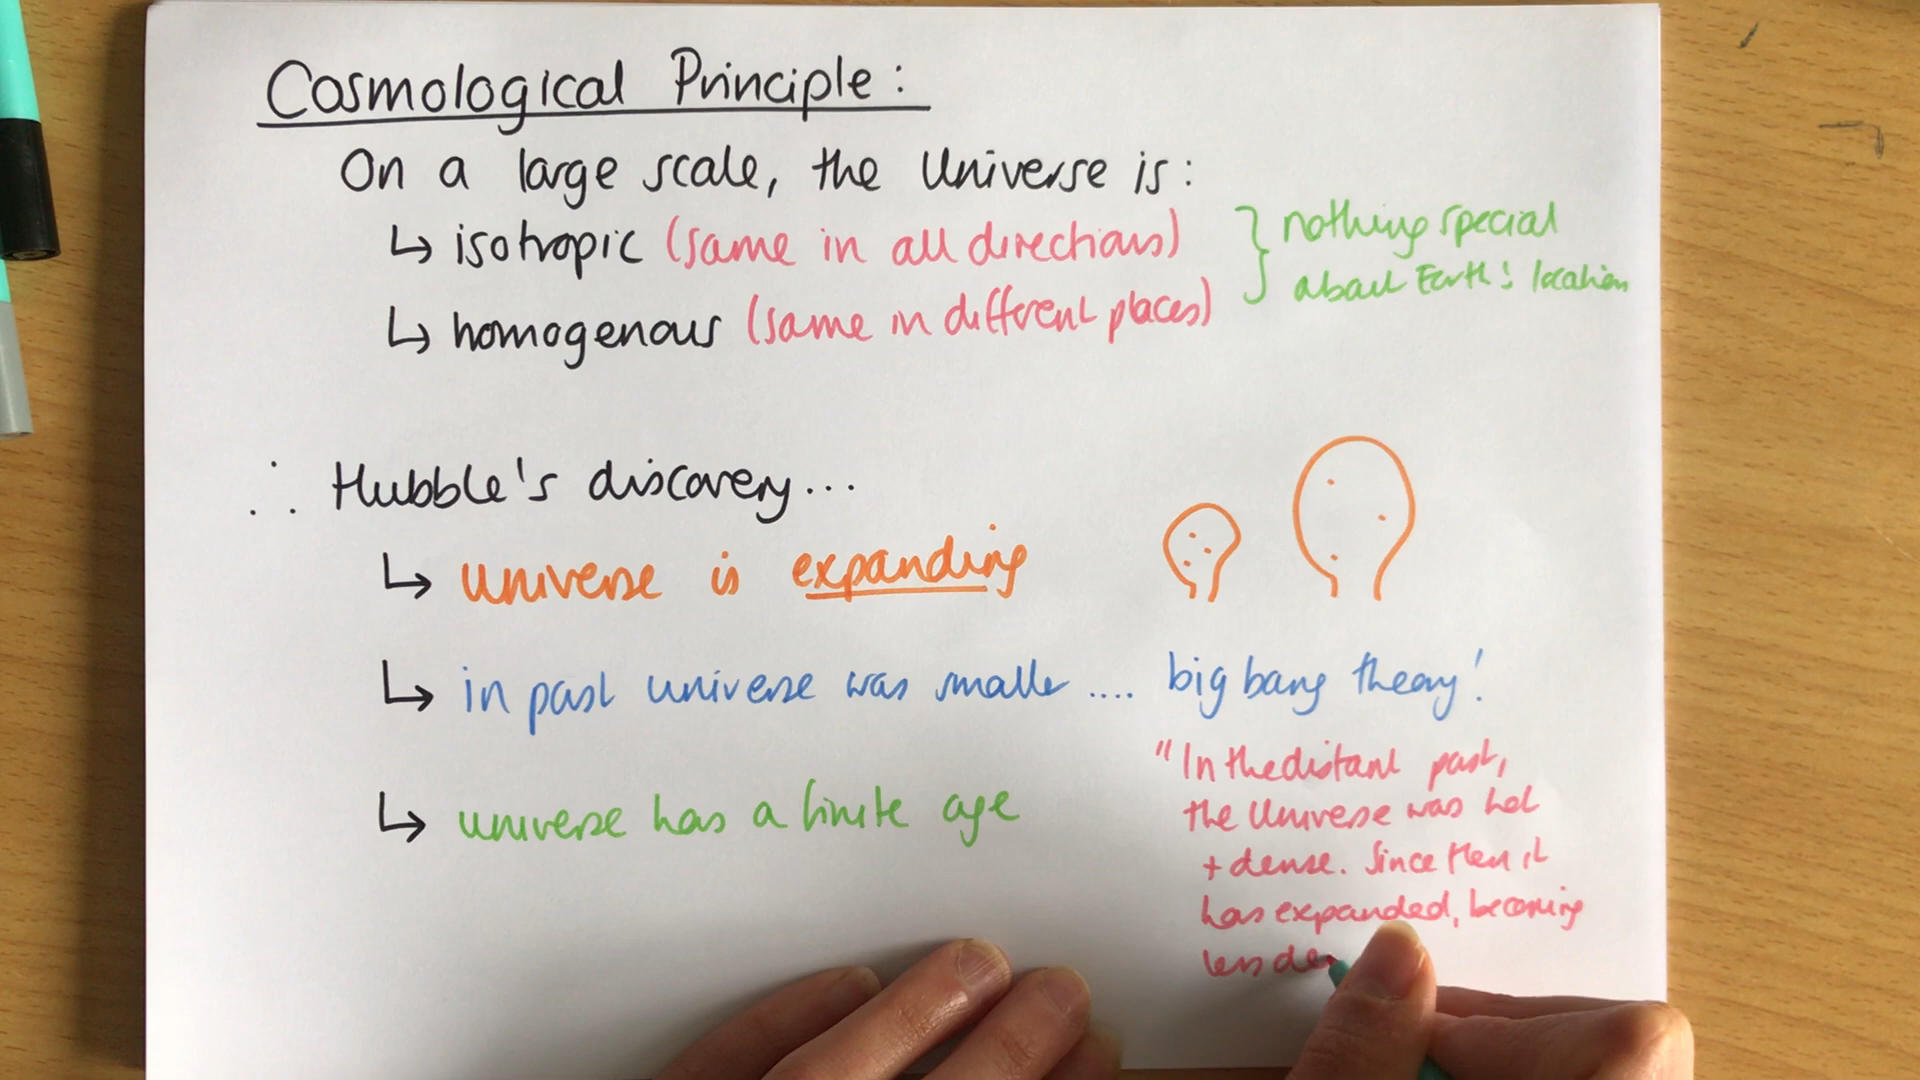 Cosmological Principle:
On a large scale, the Universe is:
↳ isotropic (same in all directions)
↳ homogenous (same in different places)
} nothing special
about Earth's location
∴ Hubble's discovery...
↳ universe is expanding
↳ in past universe was smaller .... big bang theory!
↳ universe has a finite age
"In the distant past,
the Universe was hot
+ dense. Since then it
has expanded, becoming
less de